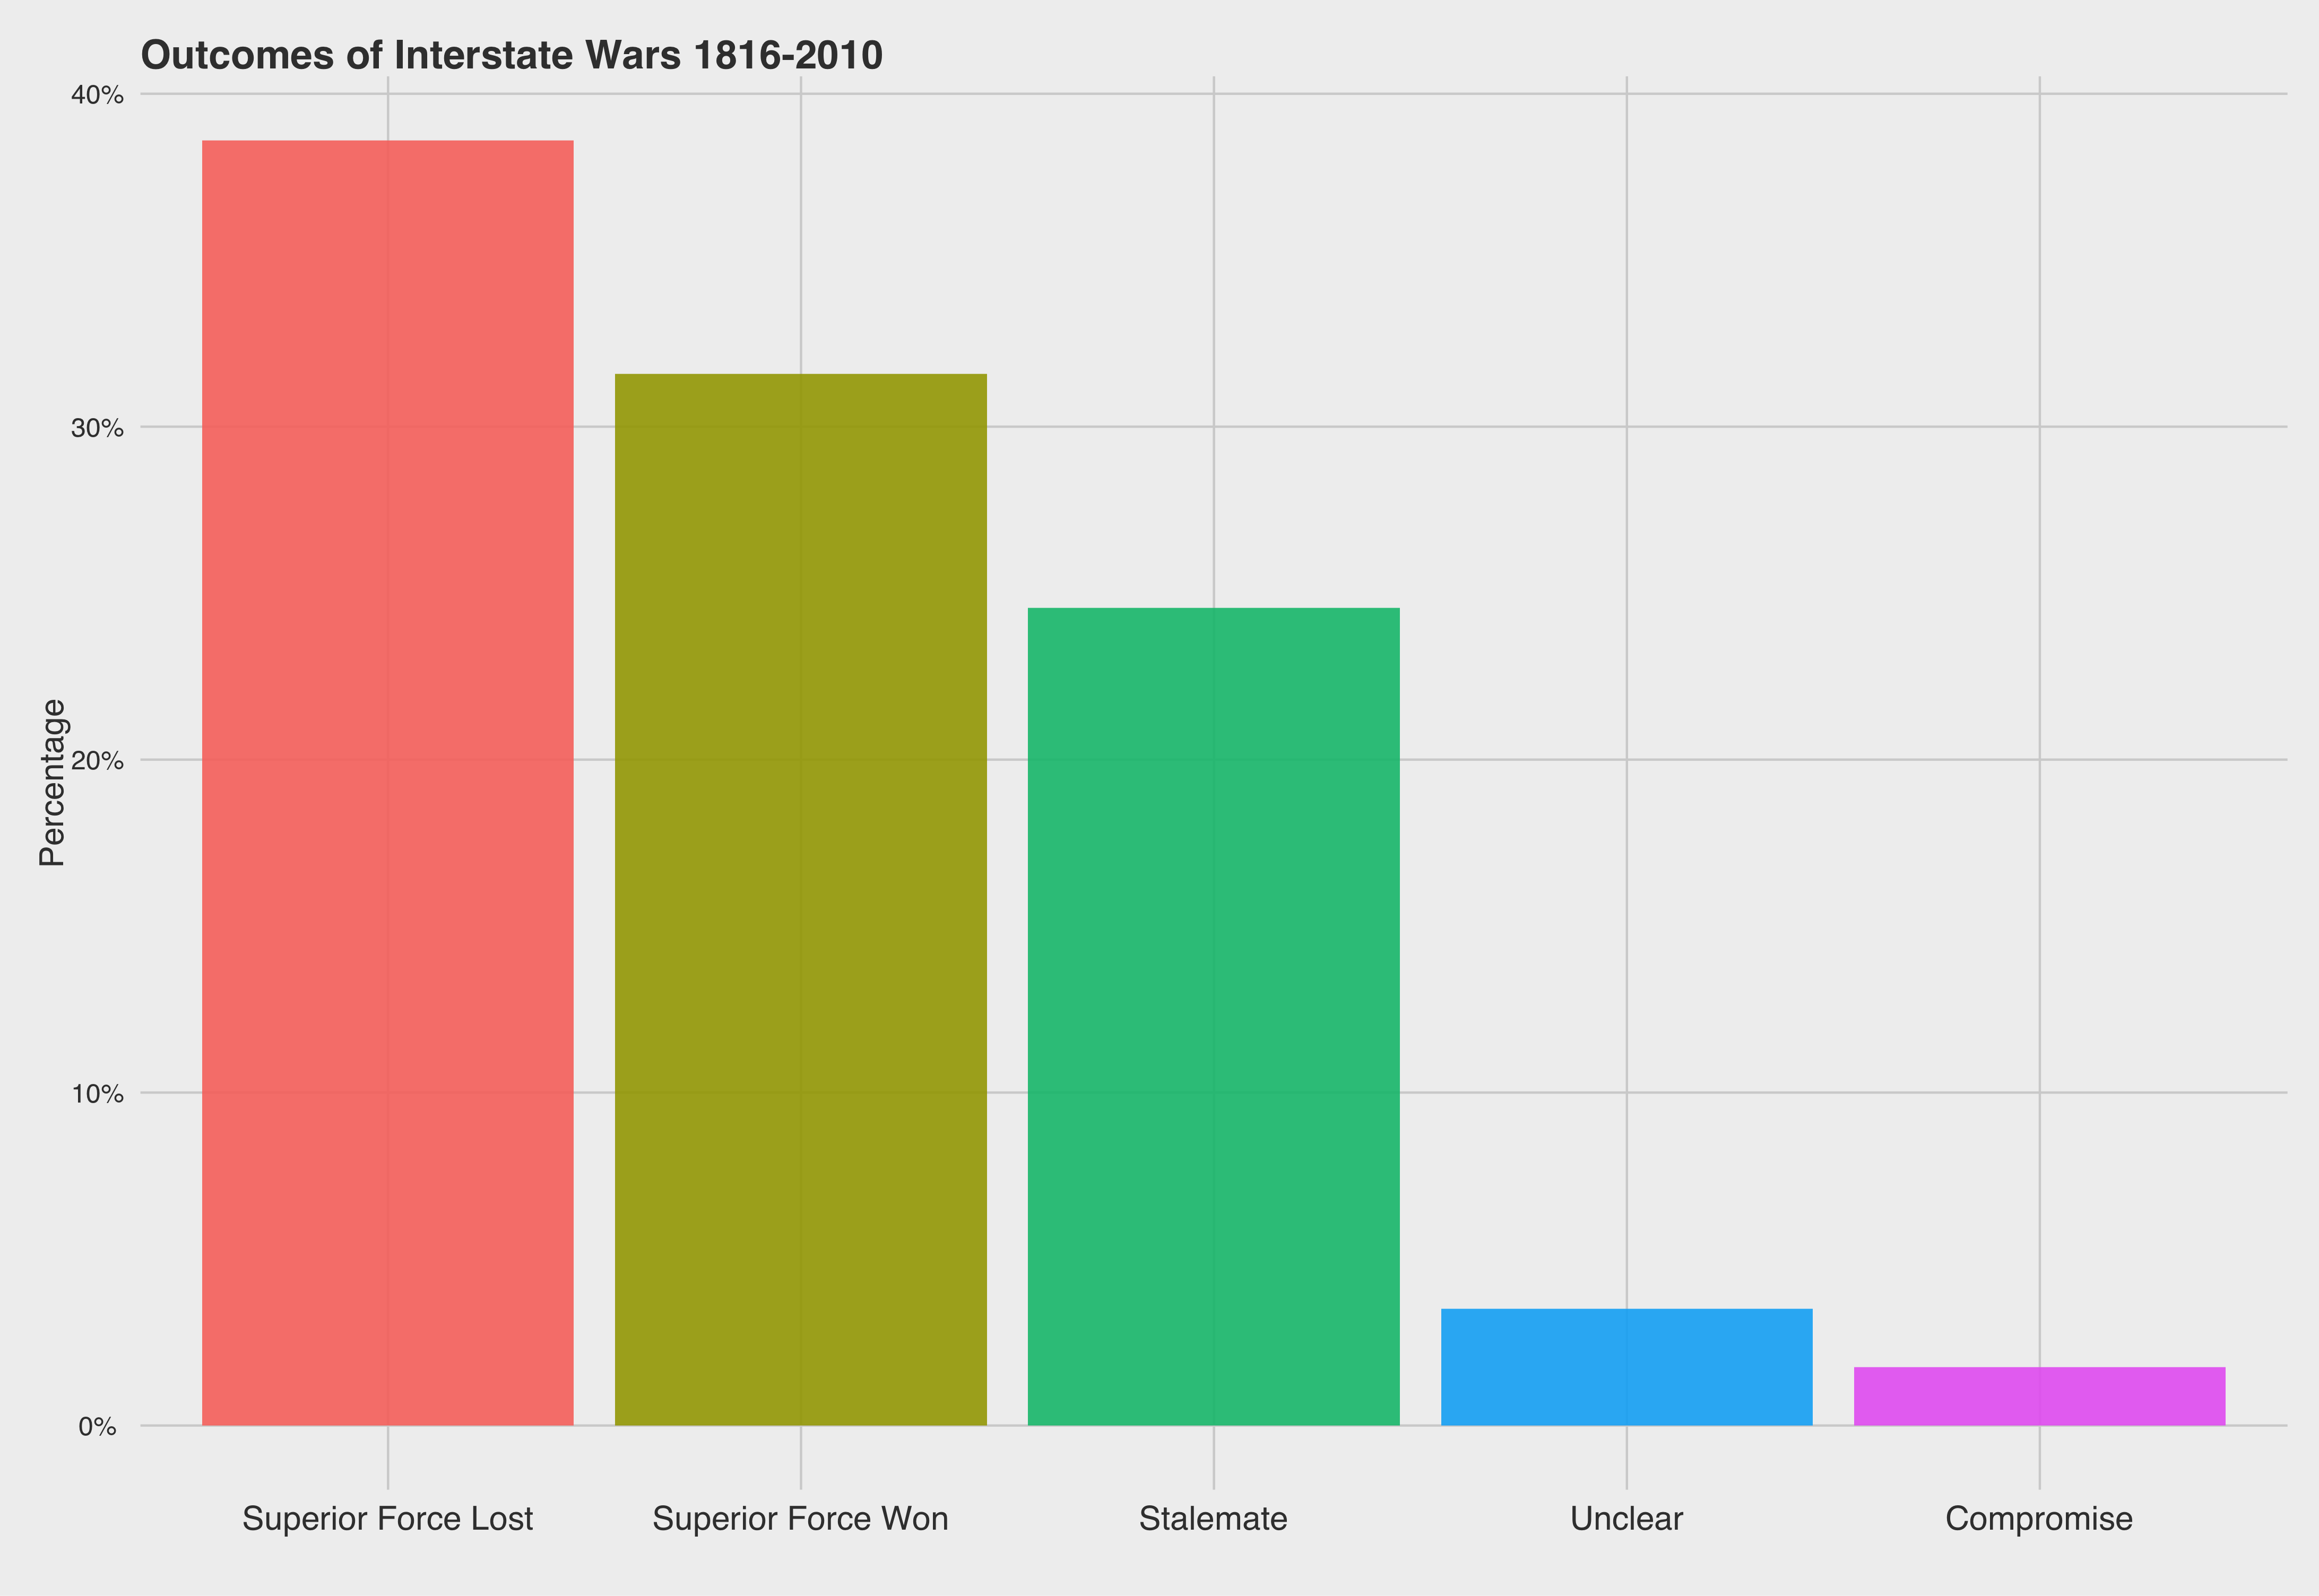 Outcomes of Interstate Wars 1816-2010
40%
30%
20%
10%
0%
Percentage
Superior Force Lost
Superior Force Won
Stalemate
Unclear
Compromise